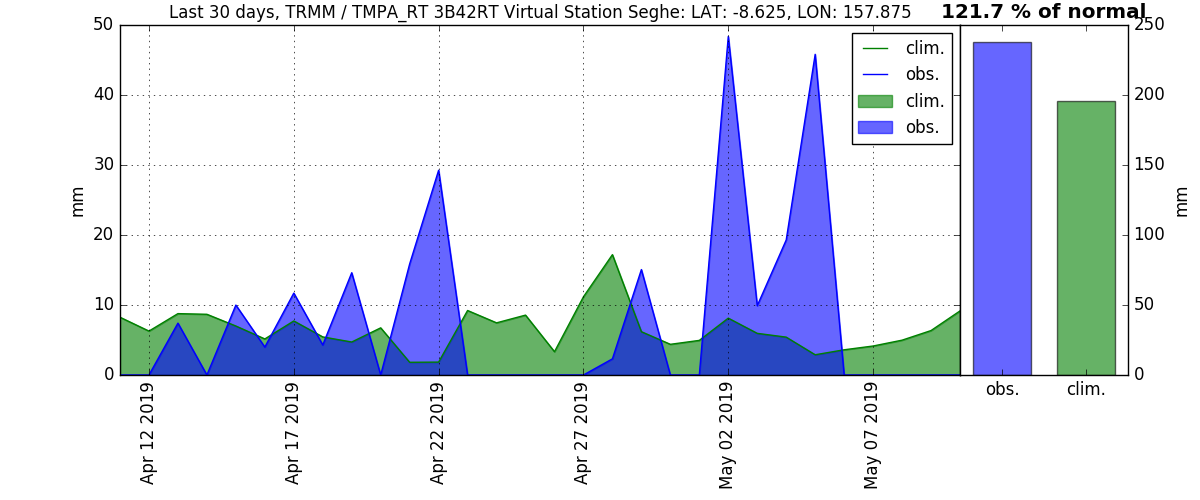 Last 30 days, TRMM / TMPA_RT 3B42RT Virtual Station Seghe: LAT: -8.625, LON: 157.875
121.7 % of normal
50
40
30
20
10
0
mm
clim.
obs.
clim.
obs.
250
200
150
100
50
0
mm
Apr 12 2019
Apr 17 2019
Apr 22 2019
Apr 27 2019
May 02 2019
May 07 2019
obs.
clim.